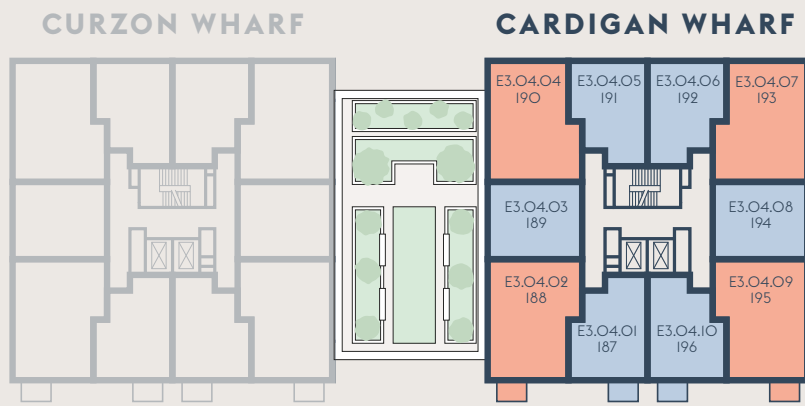 CURZON WHARF
CARDIGAN WHARF
E3.04.04
190
E3.04.05
191
E3.04.06
192
E3.04.07
193
E3.04.03
189
E3.04.08
194
E3.04.02
188
E3.04.09
195
E3.04.01
187
E3.04.10
196